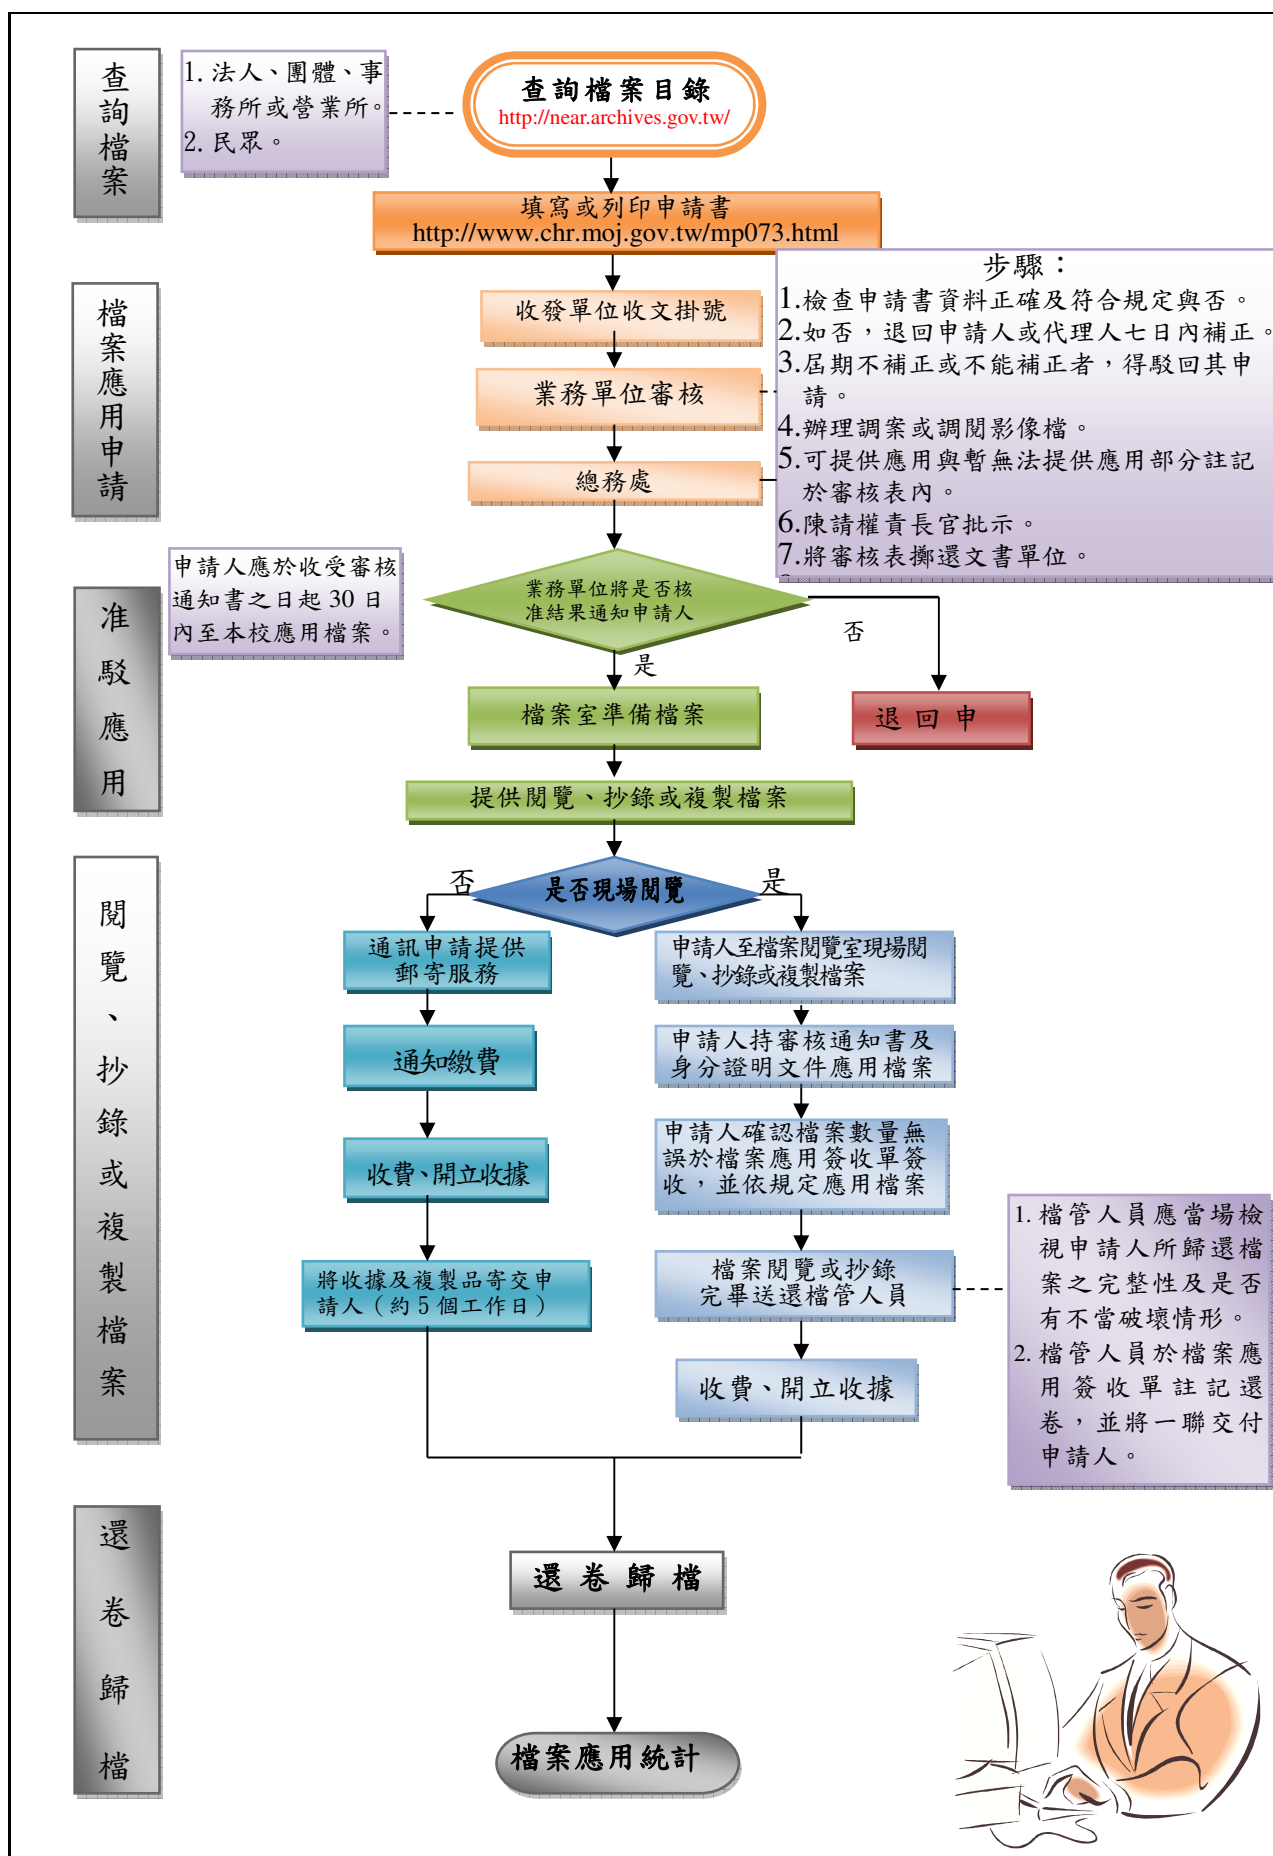 查詢檔案
1. 法人、團體、事
務所或營業所。
2. 民眾。
查詢檔案目錄
http://near.archives.gov.tw/
填寫或列印申請書
http://www.chr.moj.gov.tw/mp073.html
檔案應用申請
收發單位收文掛號
業務單位審核
總務處
步驟：
1.檢查申請書資料正確及符合規定與否。
2.如否，退回申請人或代理人七日內補正。
3.屆期不補正或不能補正者，得駁回其申
請。
4.辦理調案或調閱影像檔。
5.可提供應用與暫無法提供應用部分註記
於審核表內。
6.陳請權責長官批示。
7.將審核表擲還文書單位。
准駁應用
申請人應於收受審核
通知書之日起 30 日
內至本校應用檔案。
業務單位將是否核
准結果通知申請人
否
是
檔案室準備檔案
退回申
提供閱覽、抄錄或複製檔案
閱覽、抄錄或複製檔案
是否現場閱覽
否
是
通訊申請提供
郵寄服務
通知繳費
收費、開立收據
將收據及複製品寄交申
請人（約 5 個工作日）
申請人至檔案閱覽室現場閱
覽、抄錄或複製檔案
申請人持審核通知書及
身分證明文件應用檔案
申請人確認檔案數量無
誤於檔案應用簽收單簽
收，並依規定應用檔案
檔案閱覽或抄錄
完畢送還檔管人員
收費、開立收據
1. 檔管人員應當場檢
視申請人所歸還檔
案之完整性及是否
有不當破壞情形。
2. 檔管人員於檔案應
用簽收單註記還
卷，並將一聯交付
申請人。
還卷歸檔
還卷歸檔
檔案應用統計